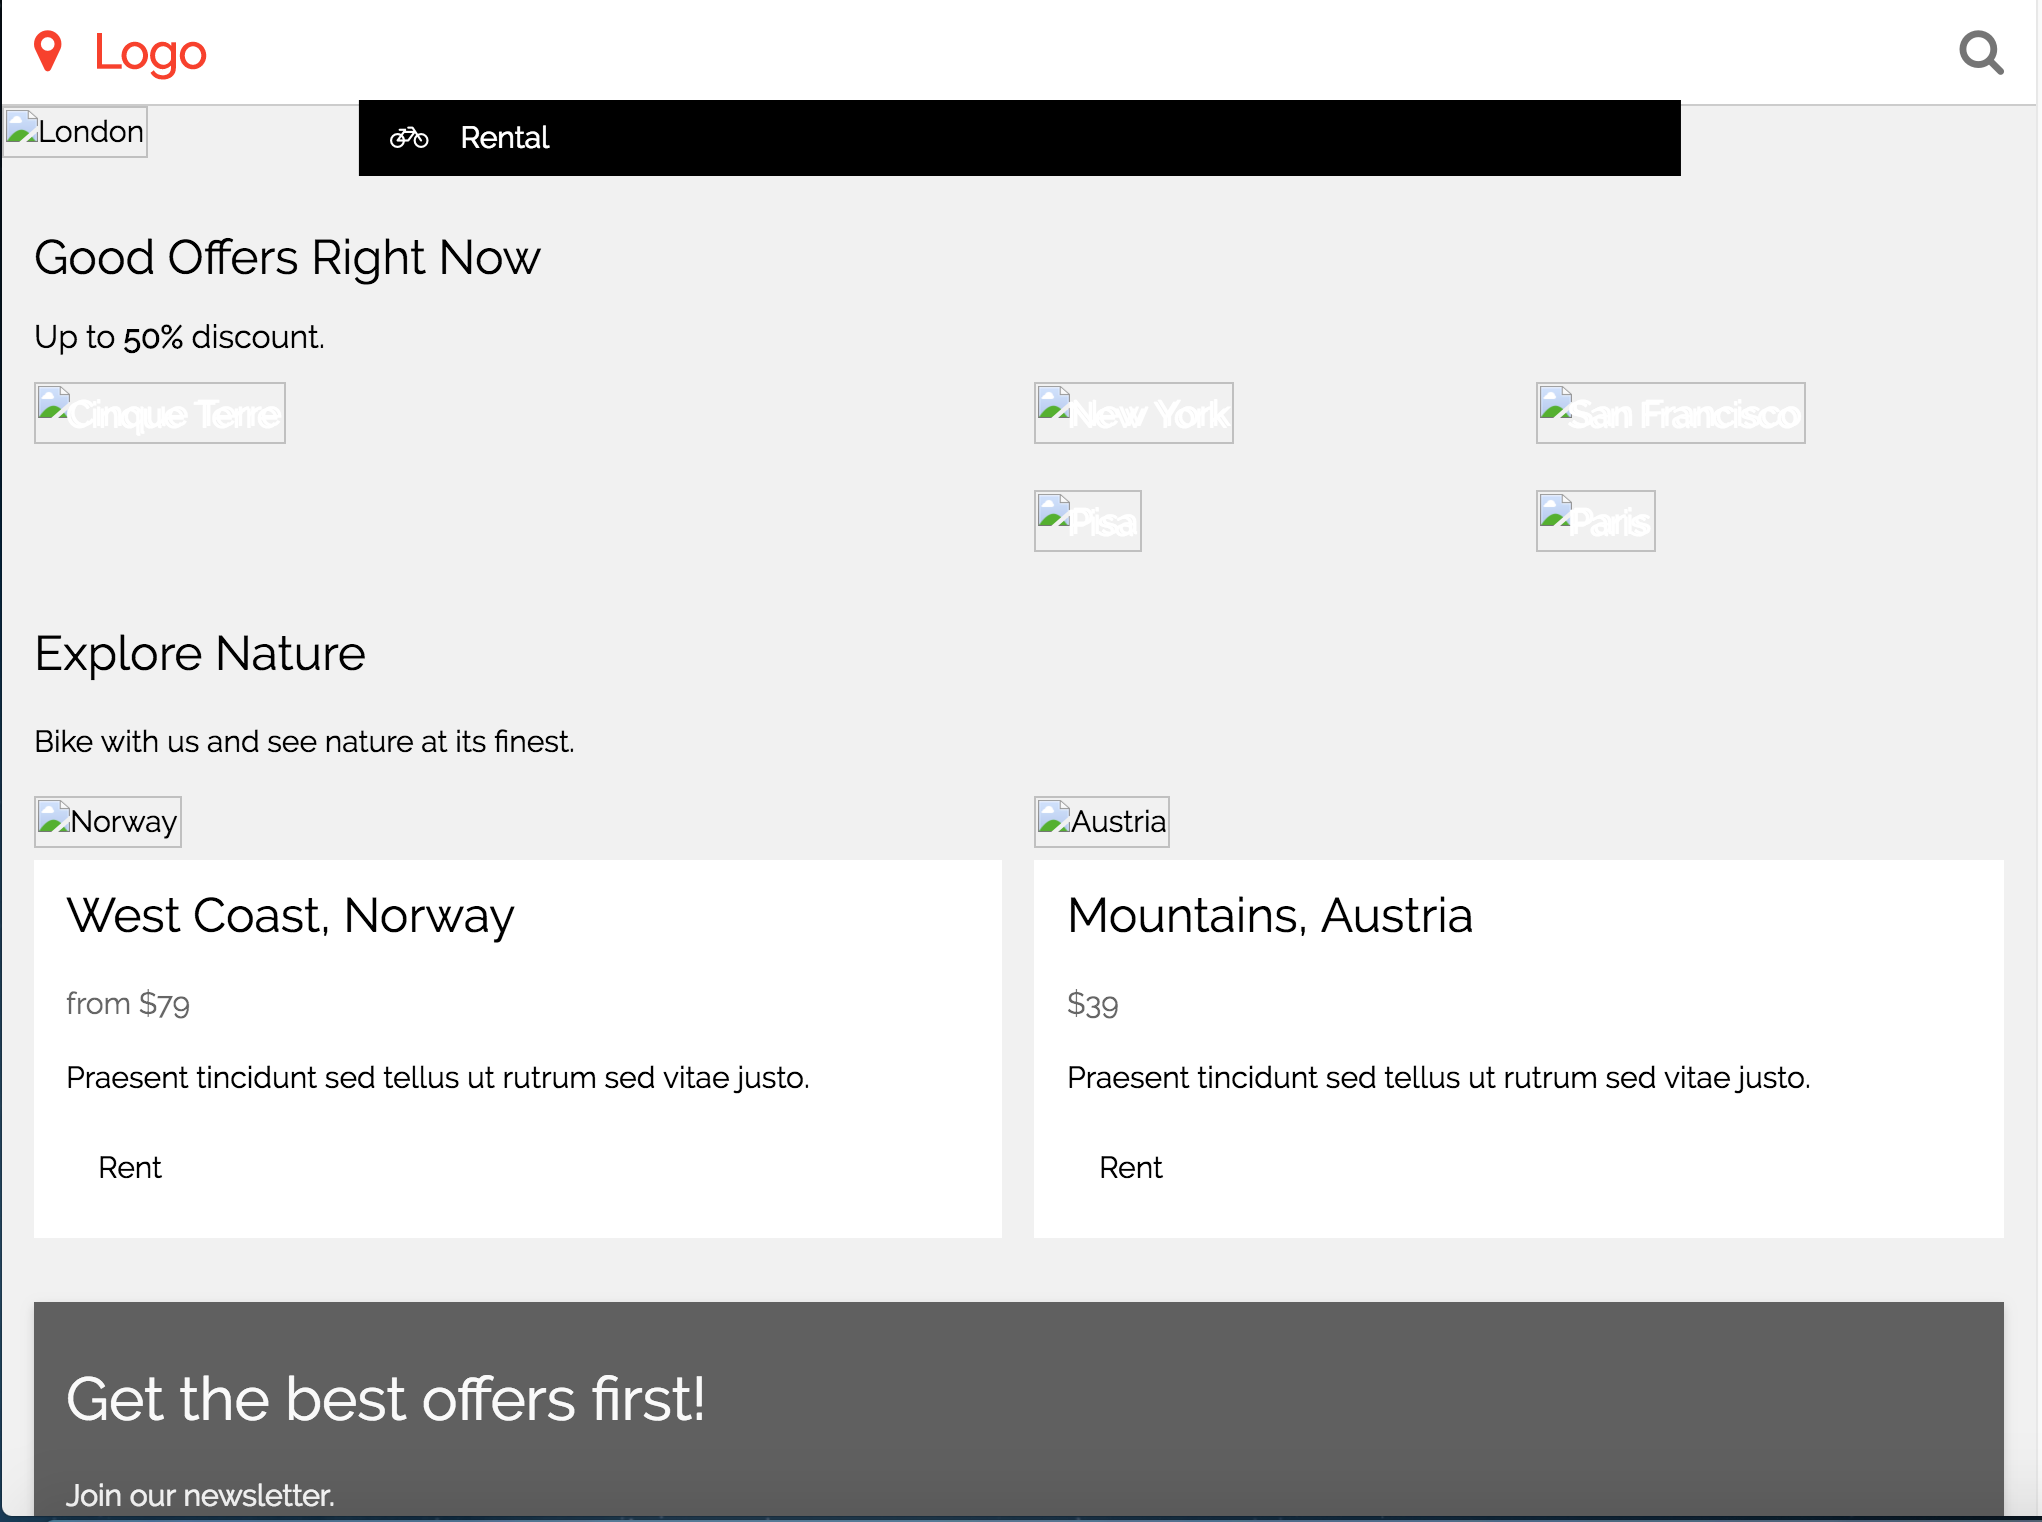 Logo
London
Rental
Good Offers Right Now
Up to 50% discount.
Cinque Terre
New York
San Francisco
Pisa
Paris
Explore Nature
Bike with us and see nature at its finest.
Norway
Austria
West Coast, Norway
Mountains, Austria
from $79
$39
Praesent tincidunt sed tellus ut rutrum sed vitae justo.
Praesent tincidunt sed tellus ut rutrum sed vitae justo.
Rent
Rent
Get the best offers first!
Join our newsletter.